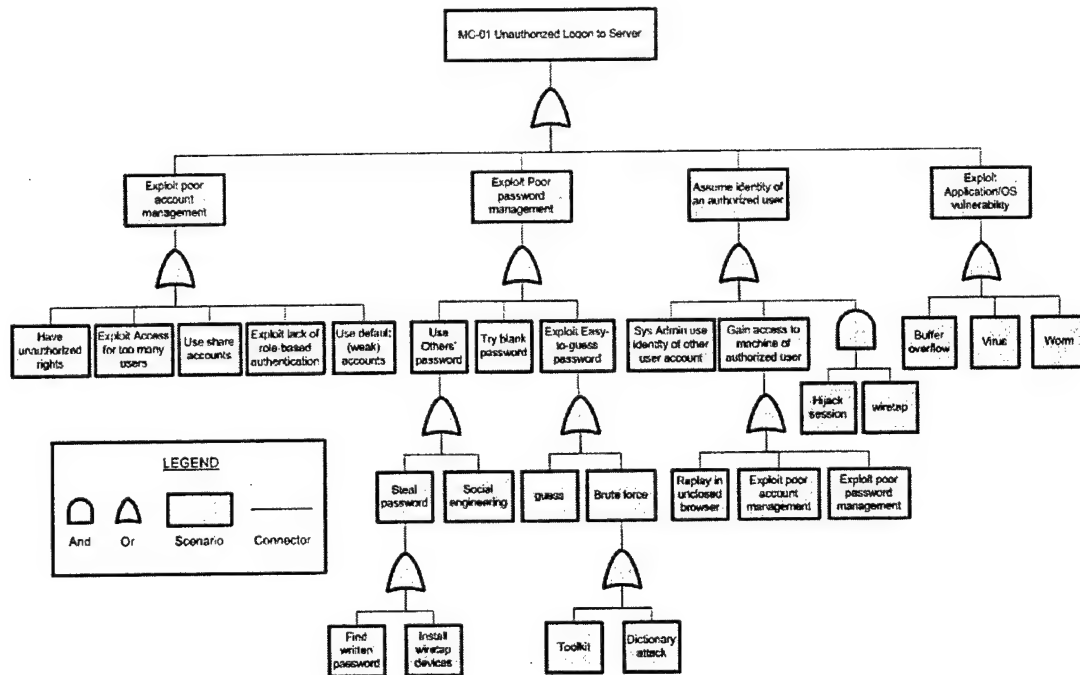 MC-01 Unauthorized Logon to Server
Exploit poor
account
management
Exploit Poor
password
management
Assume identity of
an authorized user
Exploit
Application/OS
vulnerability
Have
unauthorized
rights
Exploit Access
for too many
users
Use share
accounts
Exploit lack of
role-based
authentication
Use default
(weak)
accounts
Use
Others'
password
Try blank
password
Exploit Easy-
to-guess
password
Sys Admin use
identity of other
user account
Gain access to
machine of
authorized user
Buffer
overflow
Virus
Worm
Hijack
session
wiretap
Steal
password
Social
engineering
guess
Brute force
Replay in
unclosed
browser
Exploit poor
account
management
Exploit poor
password
management
Find
written
password
Install
wiretap
devices
Toolkit
Dictionary
attack
LEGEND
And
Or
Scenario
Connector